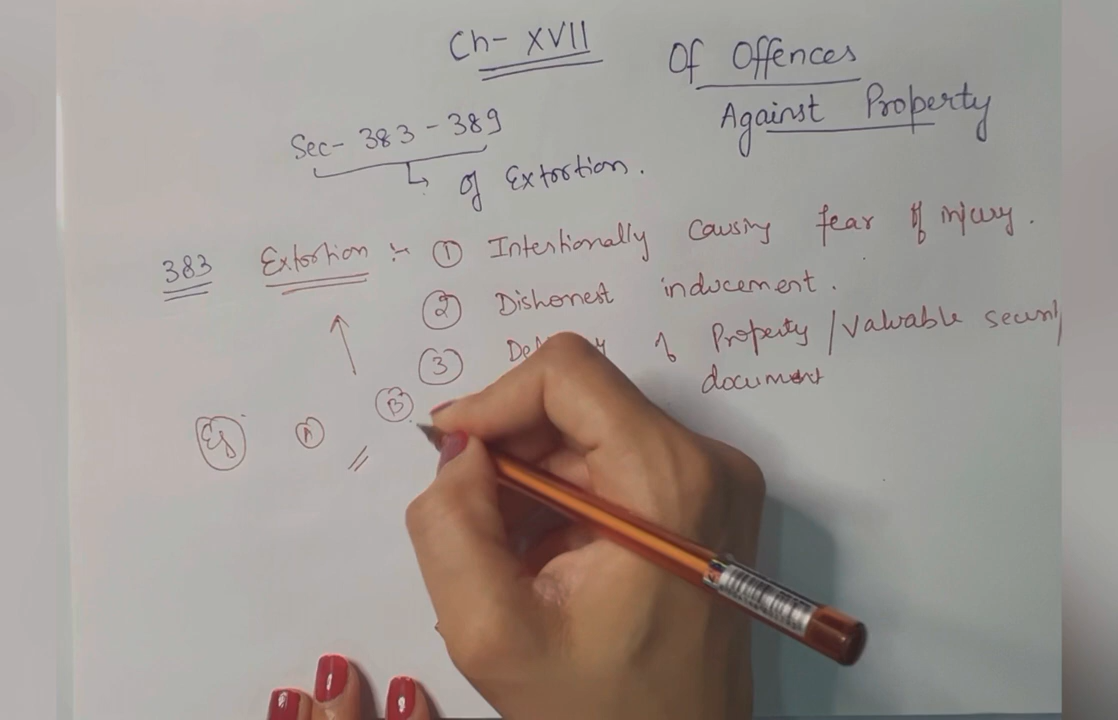 Ch- XVII Of Offences
Against Property
Sec- 383 - 389
↳ of Extortion.
383 Extortion :- ① Intentionally causing fear of injury.
② Dishonest inducement.
③ of Property / Valuable
document
Eg A B